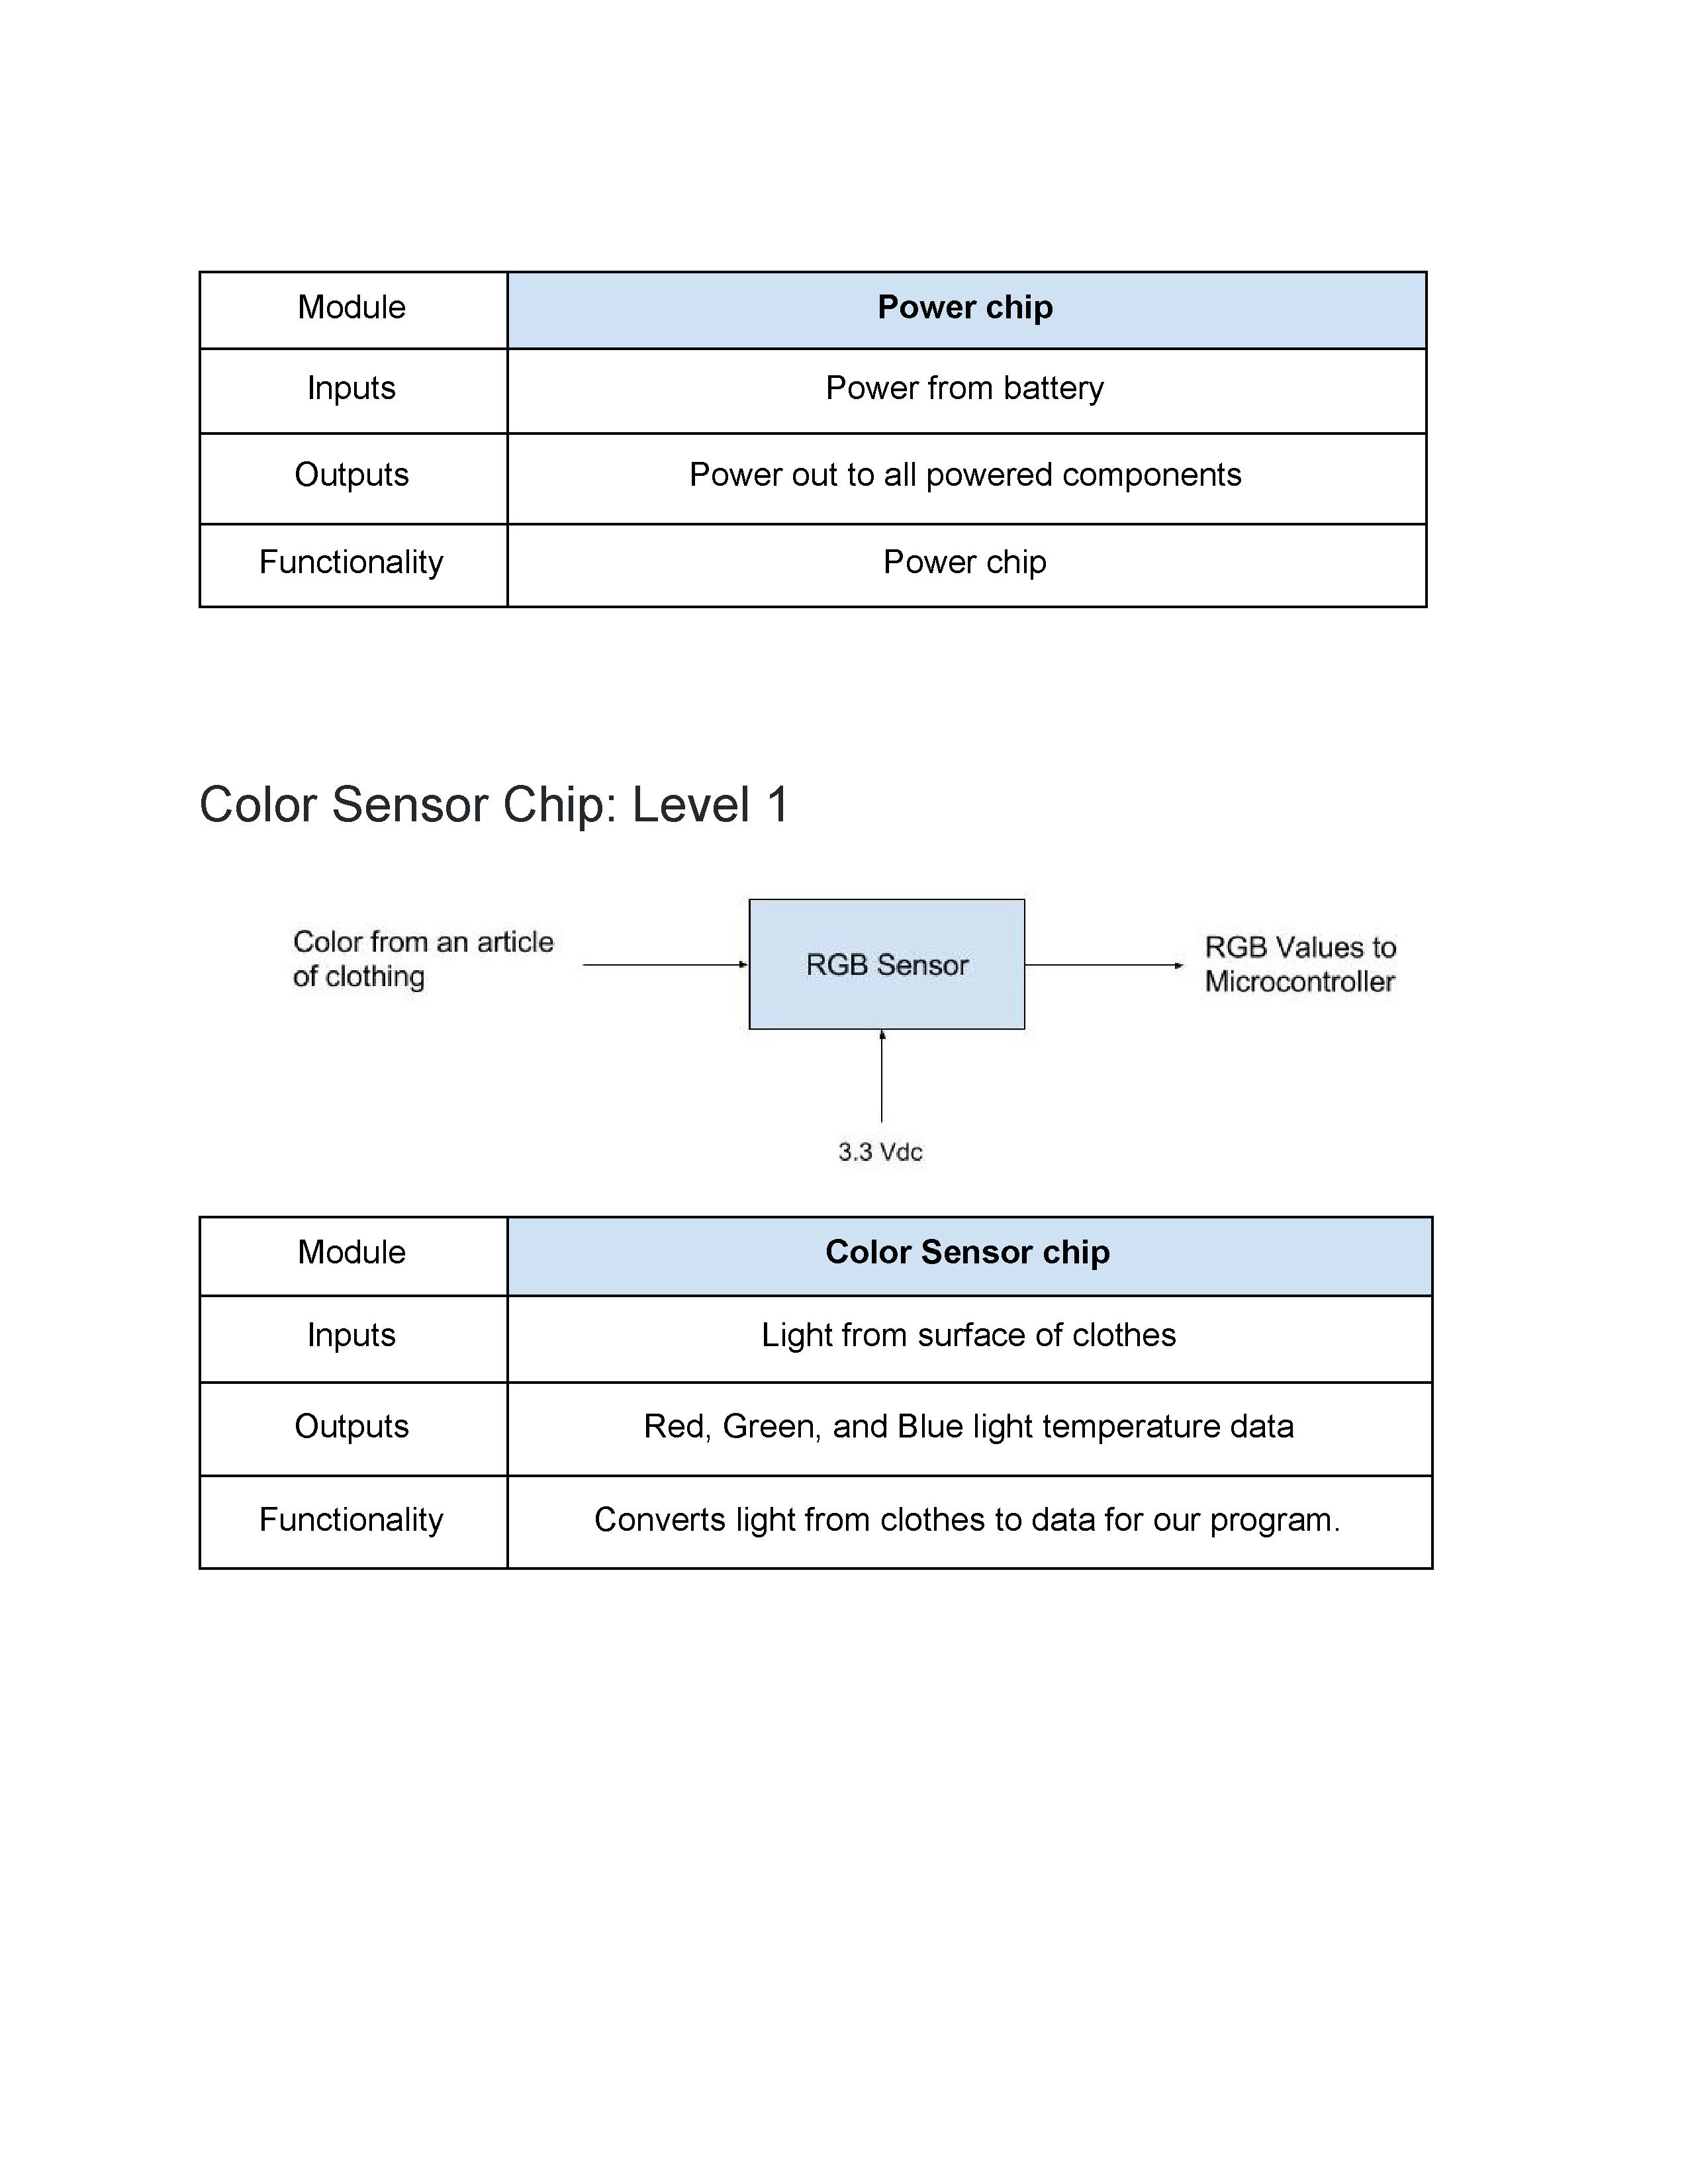 Module Power chip
Inputs Power from battery
Outputs Power out to all powered components
Functionality Power chip
Color Sensor Chip: Level 1
Color from an article
of clothing
RGB Sensor
RGB Values to
Microcontroller
3.3 Vdc
Module Color Sensor chip
Inputs Light from surface of clothes
Outputs Red, Green, and Blue light temperature data
Functionality Converts light from clothes to data for our program.